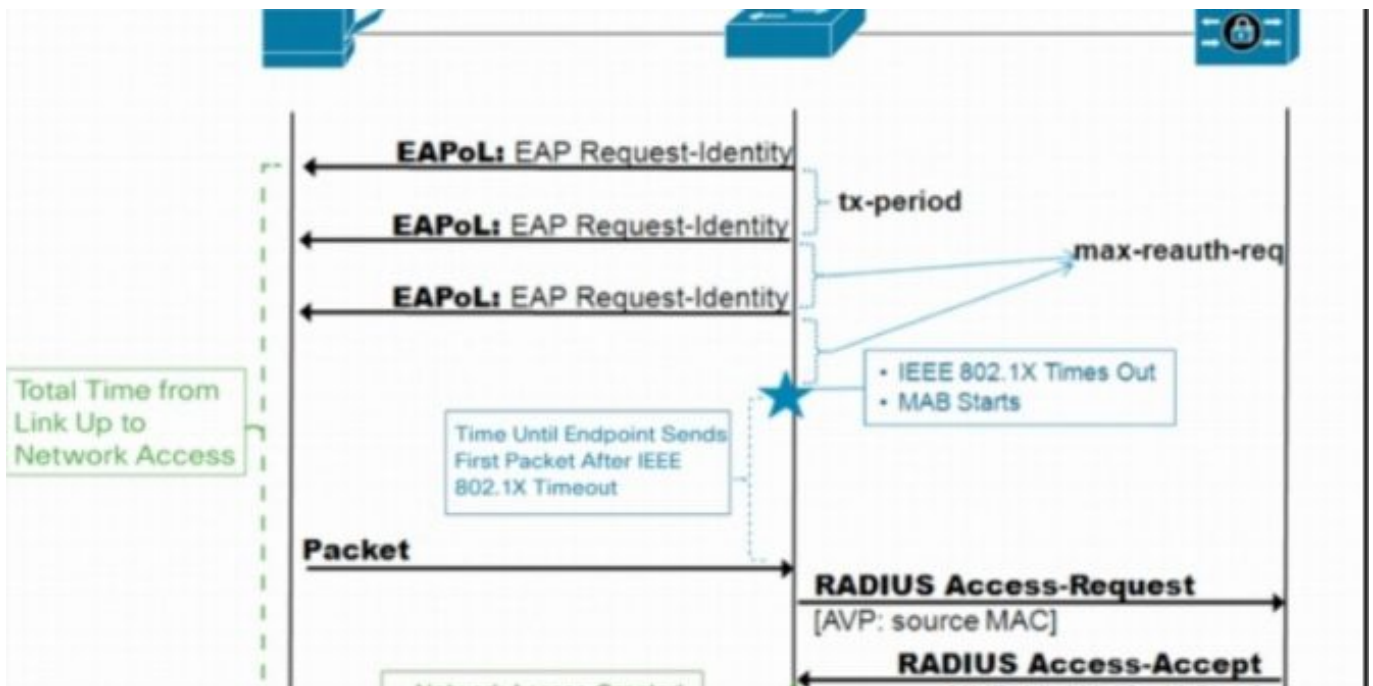 EAPoL: EAP Request-Identity
tx-period
EAPoL: EAP Request-Identity
max-reauth-req
EAPoL: EAP Request-Identity
• IEEE 802.1X Times Out
• MAB Starts
Total Time from
Link Up to
Network Access
Time Until Endpoint Sends
First Packet After IEEE
802.1X Timeout
Packet
RADIUS Access-Request
[AVP: source MAC]
RADIUS Access-Accept